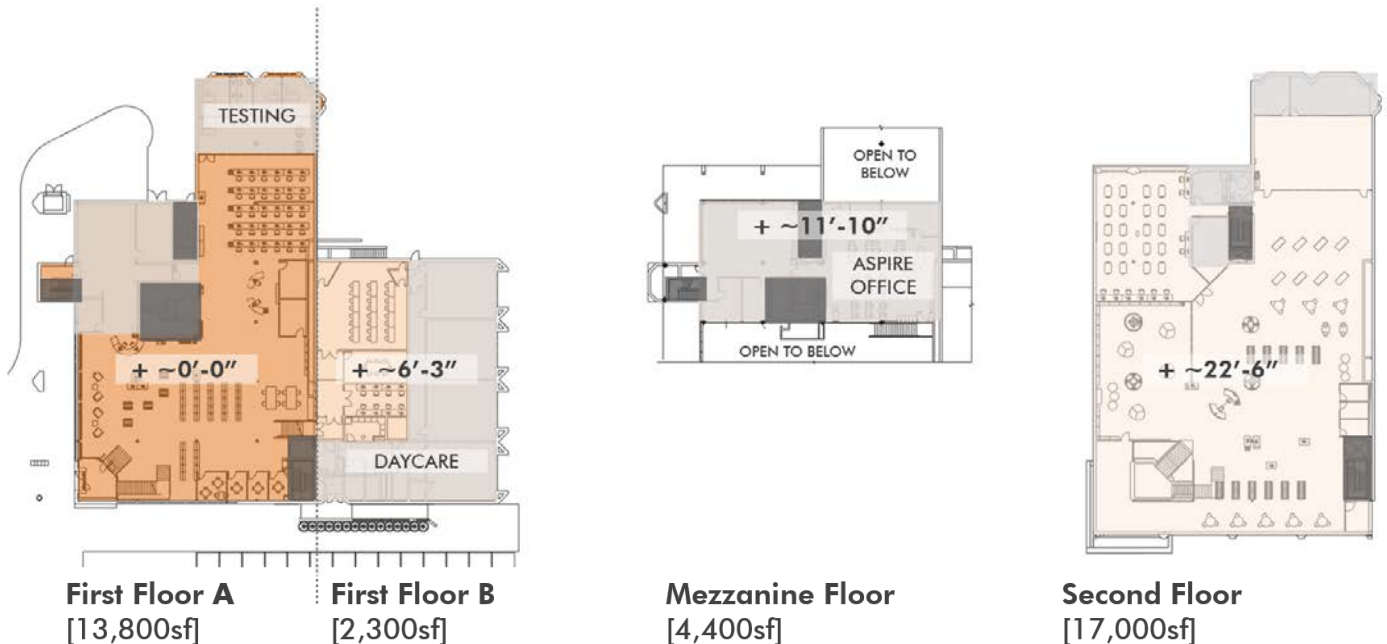 TESTING
+ ~0’-0”
+ ~6’-3”
DAYCARE
First Floor A
[13,800sf]
First Floor B
[2,300sf]
OPEN TO
BELOW
+ ~11’-10”
ASPIRE
OFFICE
OPEN TO BELOW
Mezzanine Floor
[4,400sf]
+ ~22’-6”
Second Floor
[17,000sf]